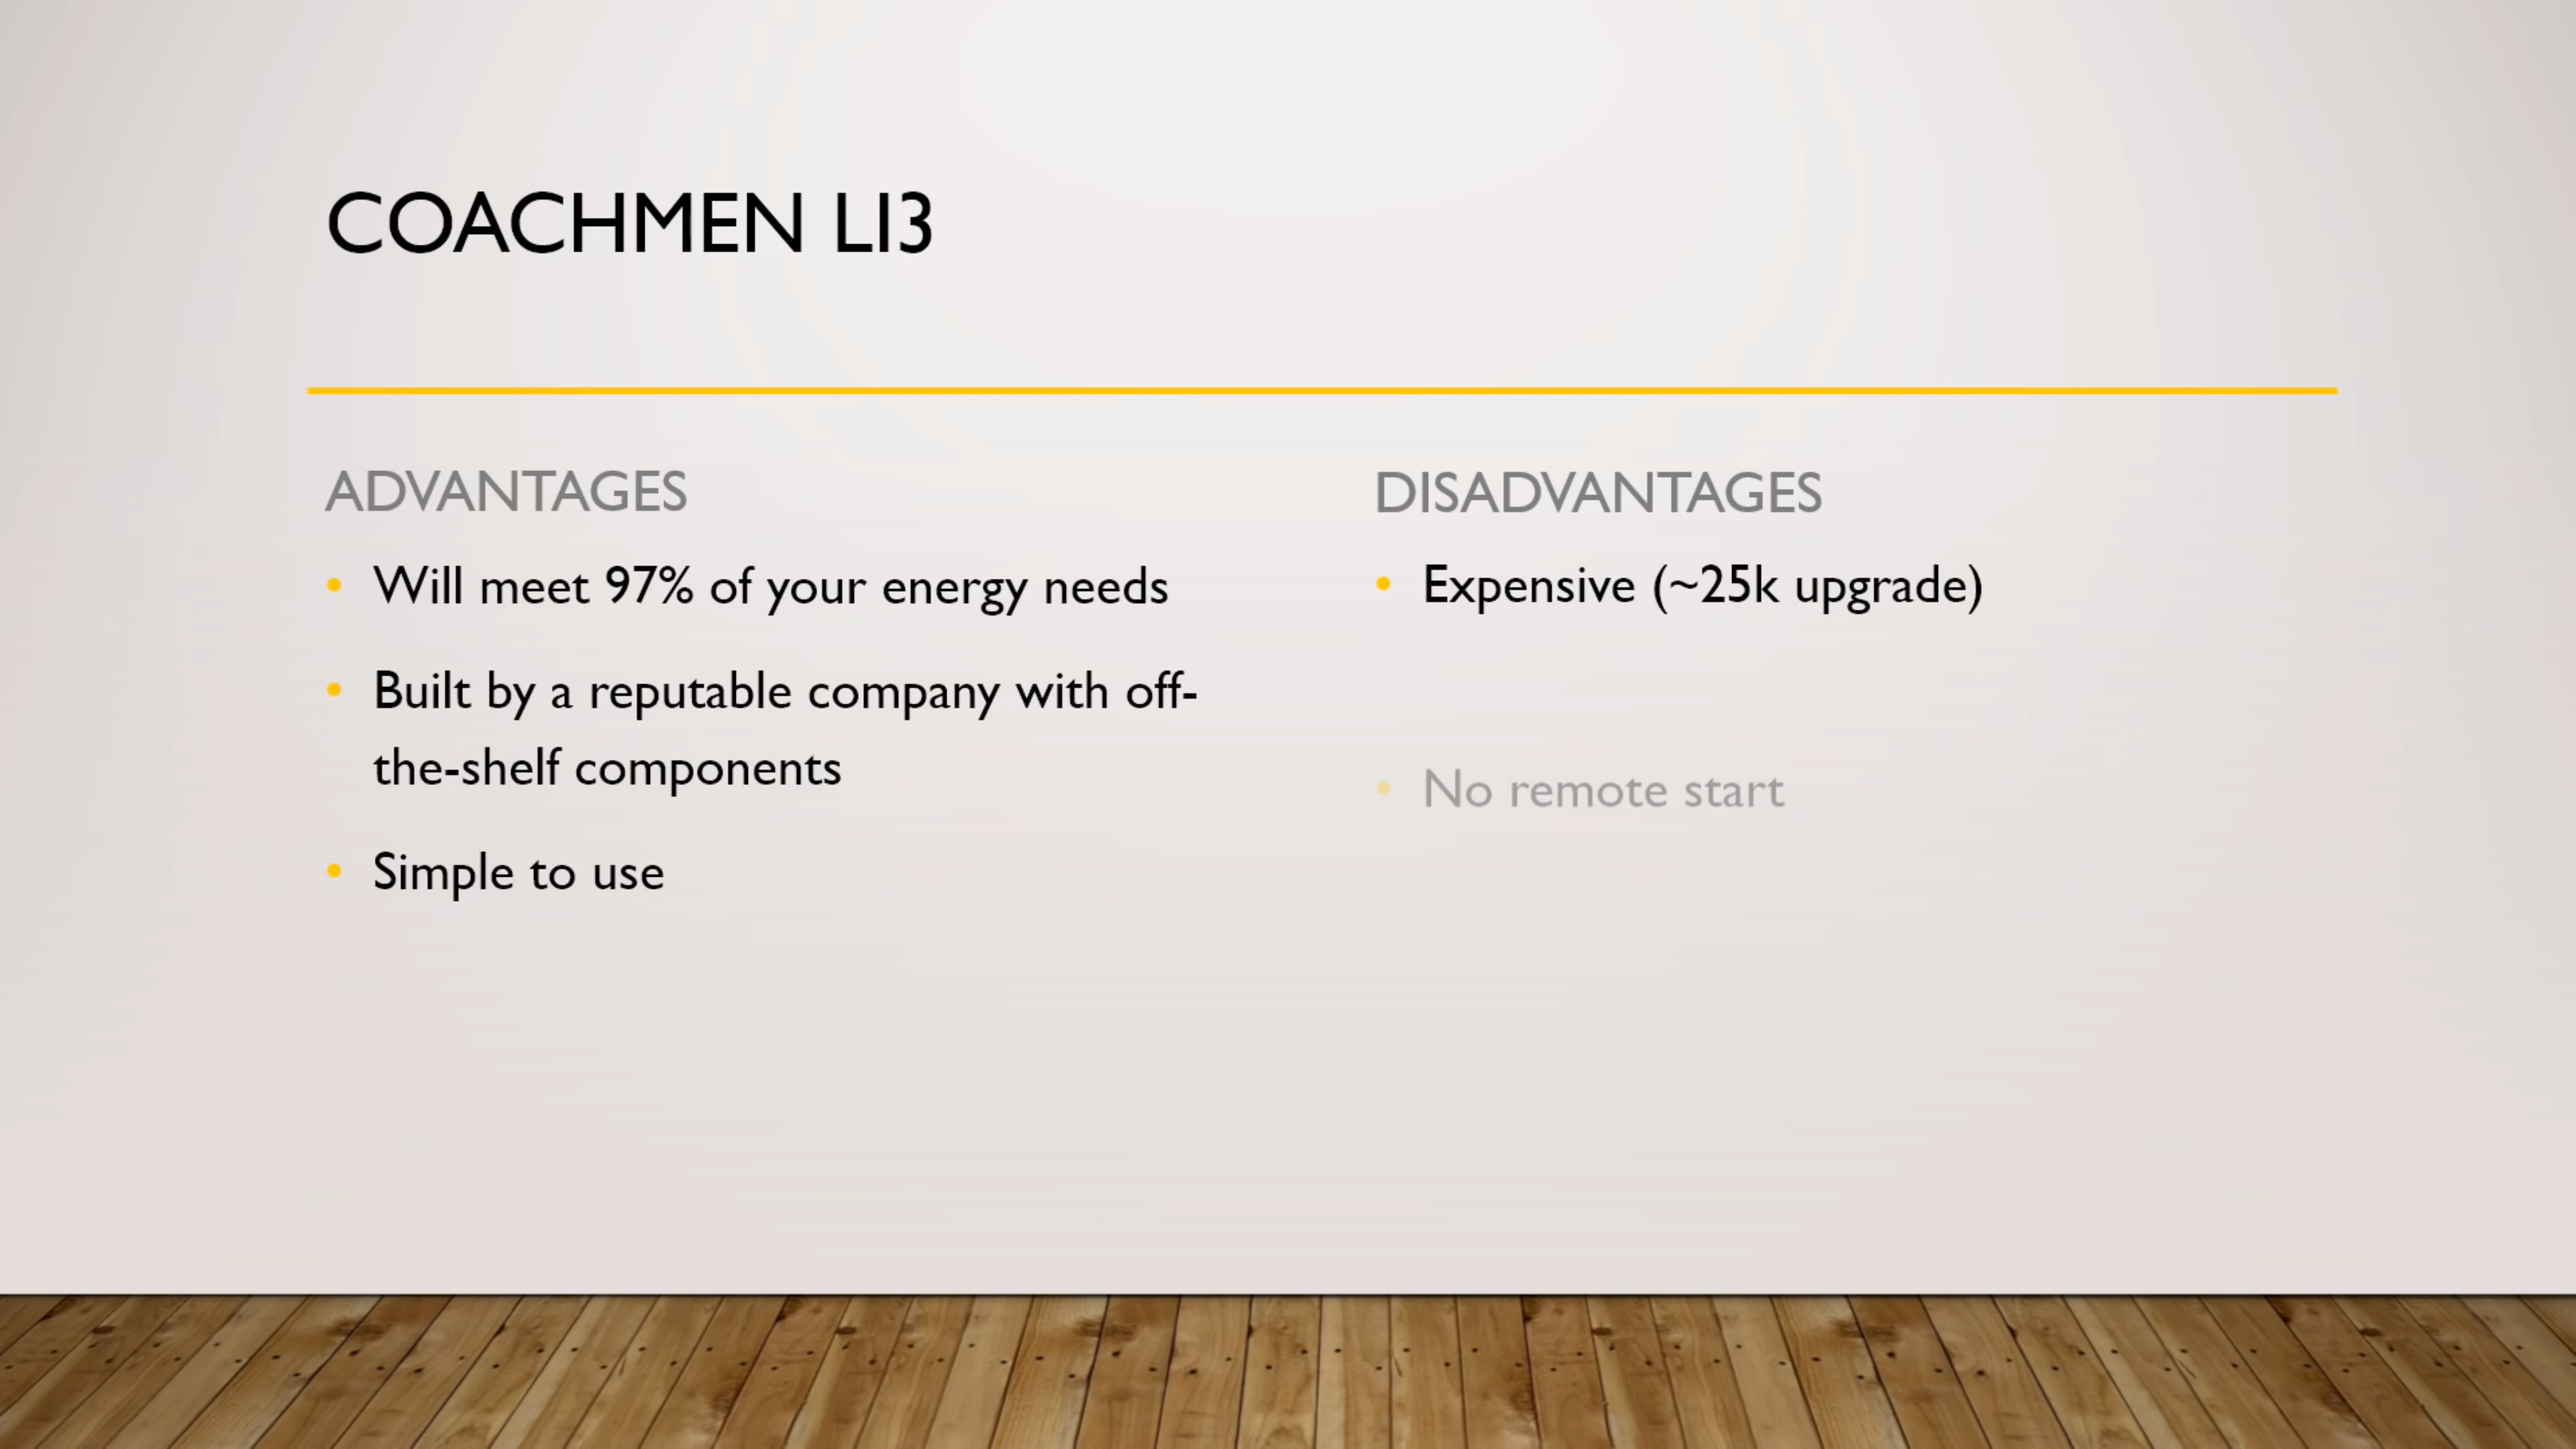 COACHMEN LI3
ADVANTAGES
• Will meet 97% of your energy needs
• Built by a reputable company with off-
the-shelf components
• Simple to use
DISADVANTAGES
• Expensive (~25k upgrade)
• No remote start